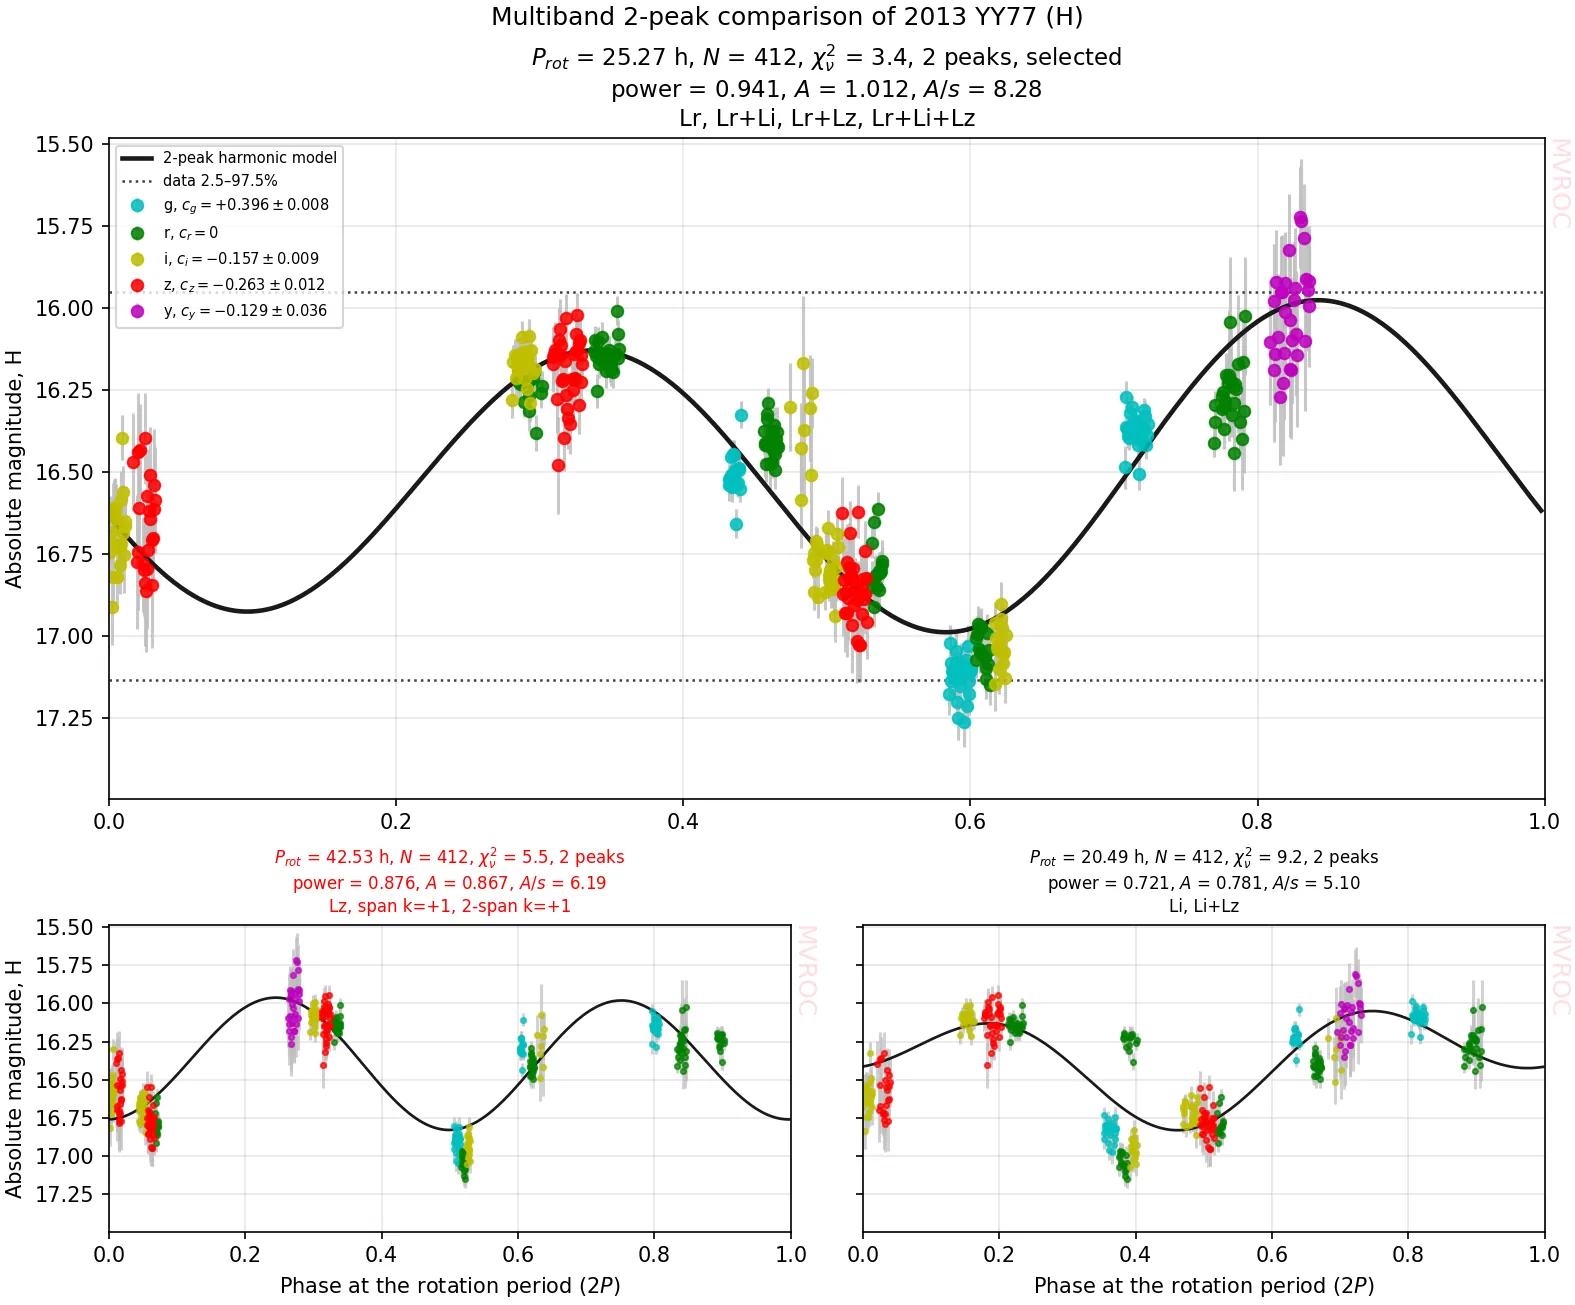 Multiband 2-peak comparison of 2013 YY77 (H)
P_rot = 25.27 h, N = 412, χ²_ν = 3.4, 2 peaks, selected
power = 0.941, A = 1.012, A/s = 8.28
Lr, Lr+Li, Lr+Lz, Lr+Li+Lz
2-peak harmonic model
data 2.5–97.5%
g, c_g = +0.396 ± 0.008
r, c_r = 0
i, c_i = −0.157 ± 0.009
z, c_z = −0.263 ± 0.012
y, c_y = −0.129 ± 0.036
MVROC
Absolute magnitude, H
15.50
15.75
16.00
16.25
16.50
16.75
17.00
17.25
0.0 0.2 0.4 0.6 0.8 1.0
P_rot = 42.53 h, N = 412, χ²_ν = 5.5, 2 peaks
power = 0.876, A = 0.867, A/s = 6.19
Lz, span k=+1, 2-span k=+1
MVROC
Absolute magnitude, H
15.50
15.75
16.00
16.25
16.50
16.75
17.00
17.25
0.0 0.2 0.4 0.6 0.8 1.0
Phase at the rotation period (2P)
P_rot = 20.49 h, N = 412, χ²_ν = 9.2, 2 peaks
power = 0.721, A = 0.781, A/s = 5.10
Li, Li+Lz
MVROC
0.0 0.2 0.4 0.6 0.8 1.0
Phase at the rotation period (2P)